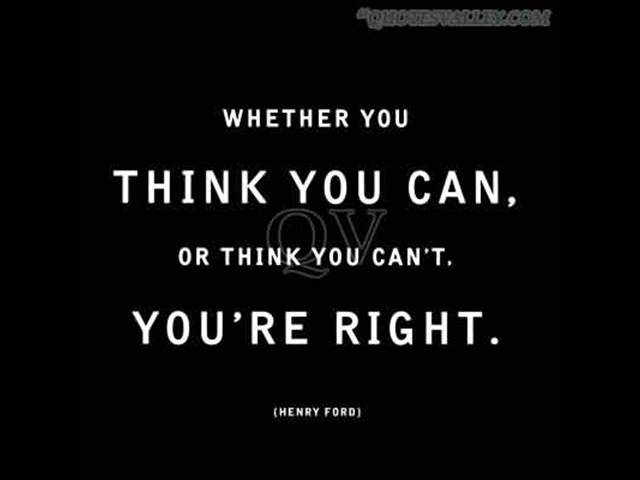 "QUOTESVALLEY.COM
WHETHER YOU
THINK YOU CAN,
QV
OR THINK YOU CAN'T,
YOU'RE RIGHT.
(HENRY FORD)